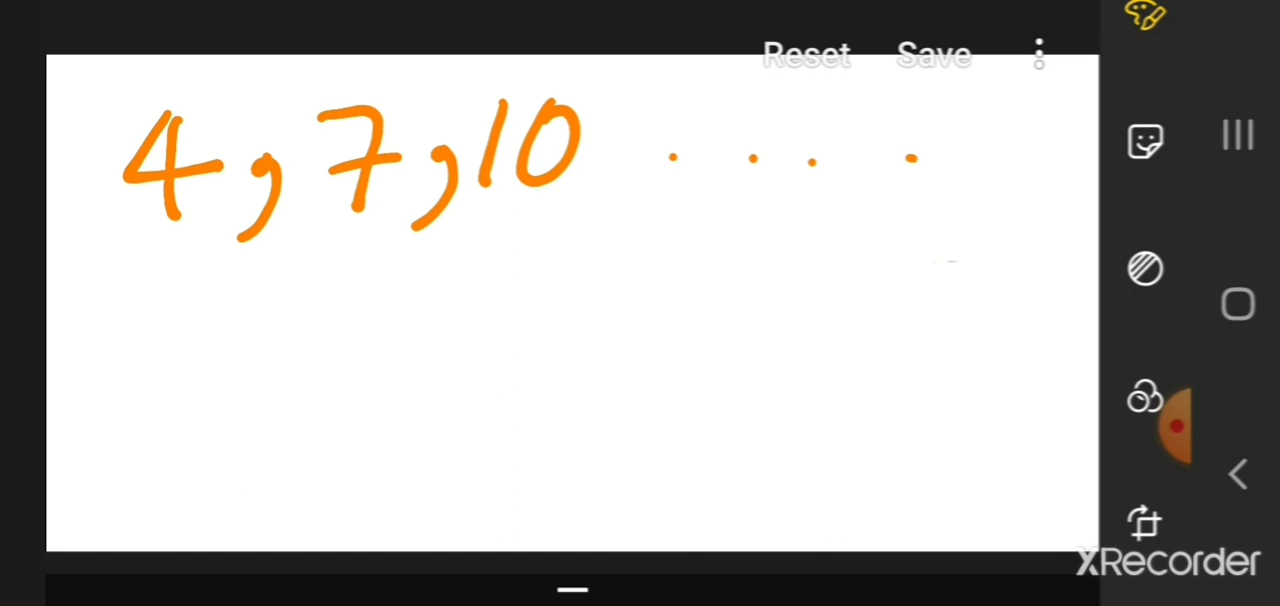 Reset Save
4, 7, 10 . . . .
XRecorder